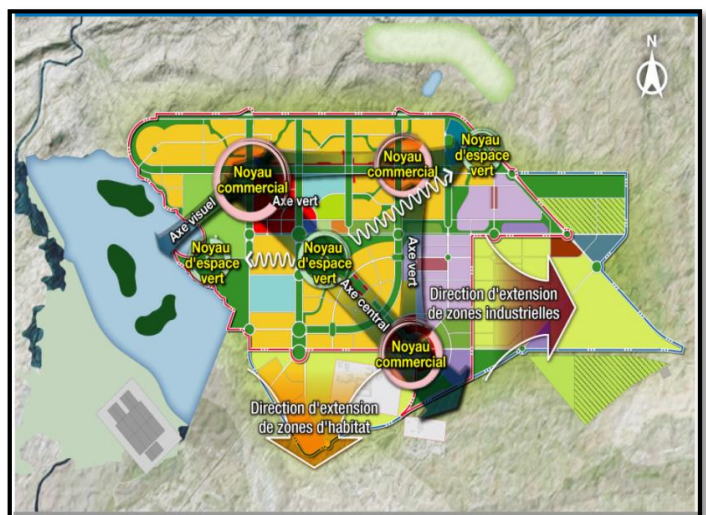 N
Noyau
d'espace
vert
Noyau
commercial
Noyau
commercial
Axe vert
Axe visuel
Noyau
d'espace
vert
Noyau
d'espace
vert
Axe vert
Axe central
Direction d'extension
de zones industrielles
Noyau
commercial
Direction d'extension
de zones d'habitat